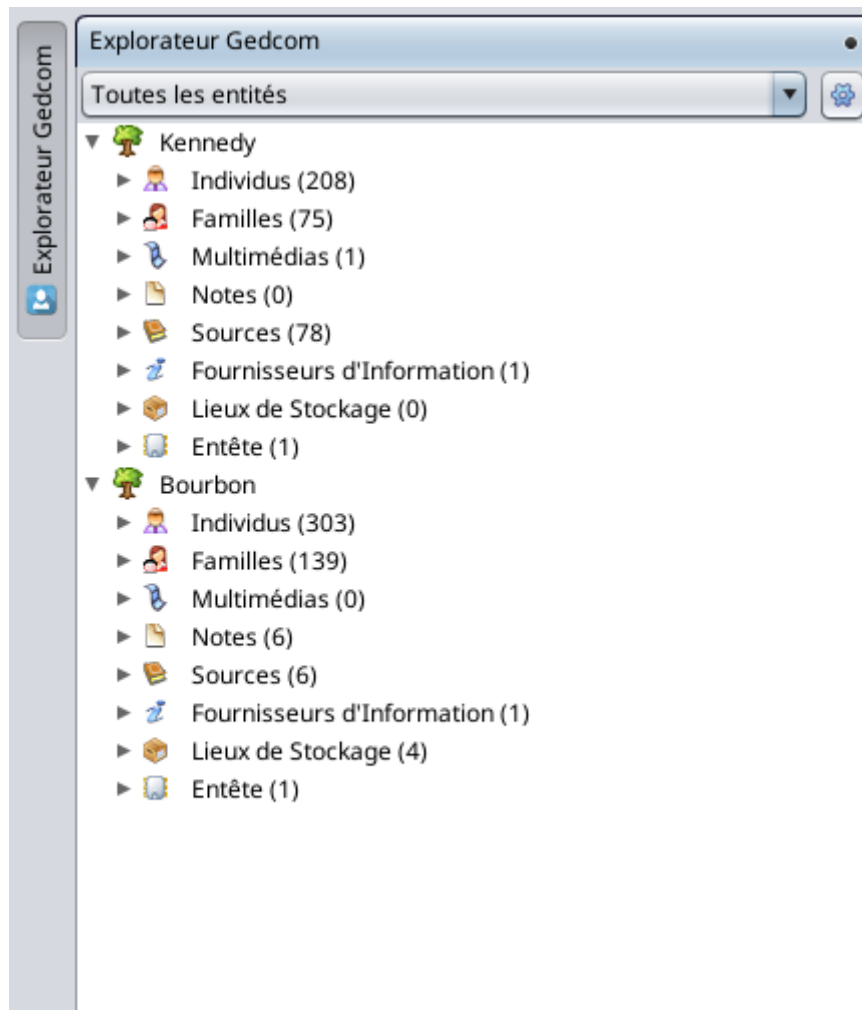 Explorateur Gedcom
Explorateur Gedcom
Toutes les entités
Kennedy
Individus (208)
Familles (75)
Multimédias (1)
Notes (0)
Sources (78)
Fournisseurs d'Information (1)
Lieux de Stockage (0)
Entête (1)
Bourbon
Individus (303)
Familles (139)
Multimédias (0)
Notes (6)
Sources (6)
Fournisseurs d'Information (1)
Lieux de Stockage (4)
Entête (1)